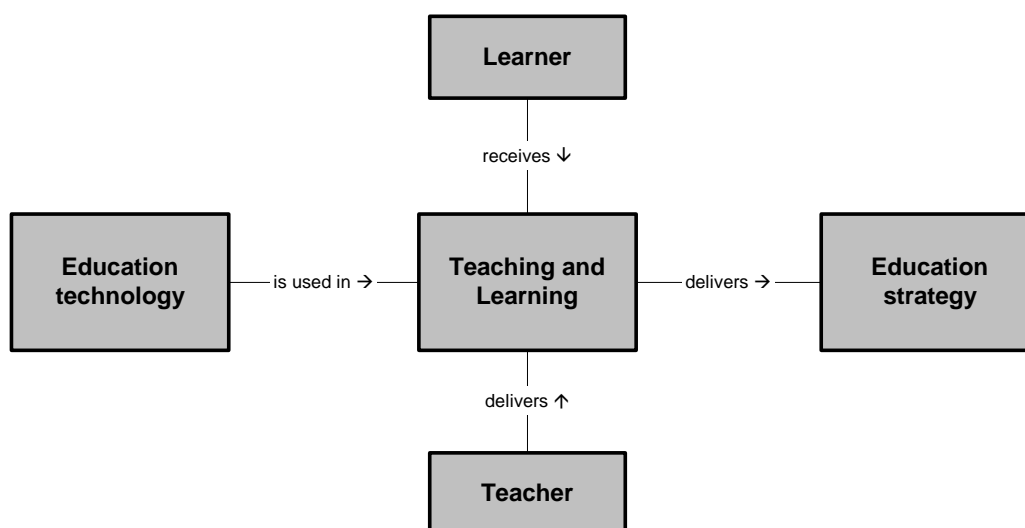 Learner
receives ↓
Education
technology
is used in →
Teaching and
Learning
delivers →
Education
strategy
delivers ↑
Teacher